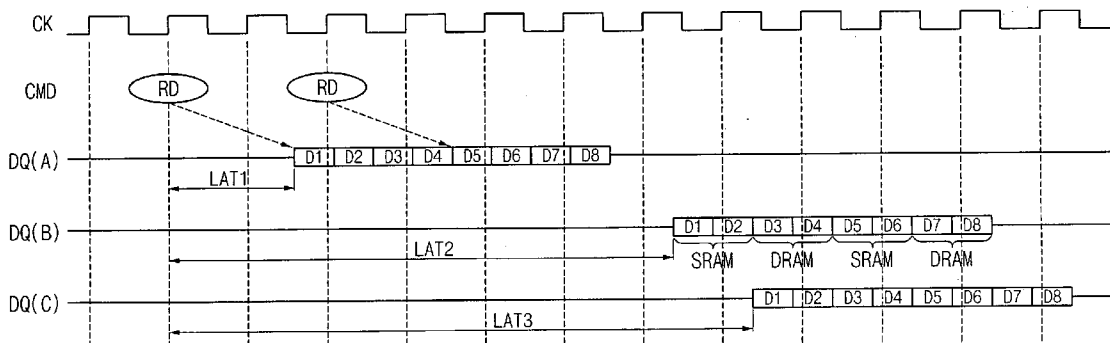 CK
CMD RD RD
DQ(A) D1 D2 D3 D4 D5 D6 D7 D8
LAT1
DQ(B) D1 D2 D3 D4 D5 D6 D7 D8
LAT2 SRAM DRAM SRAM DRAM
DQ(C) D1 D2 D3 D4 D5 D6 D7 D8
LAT3